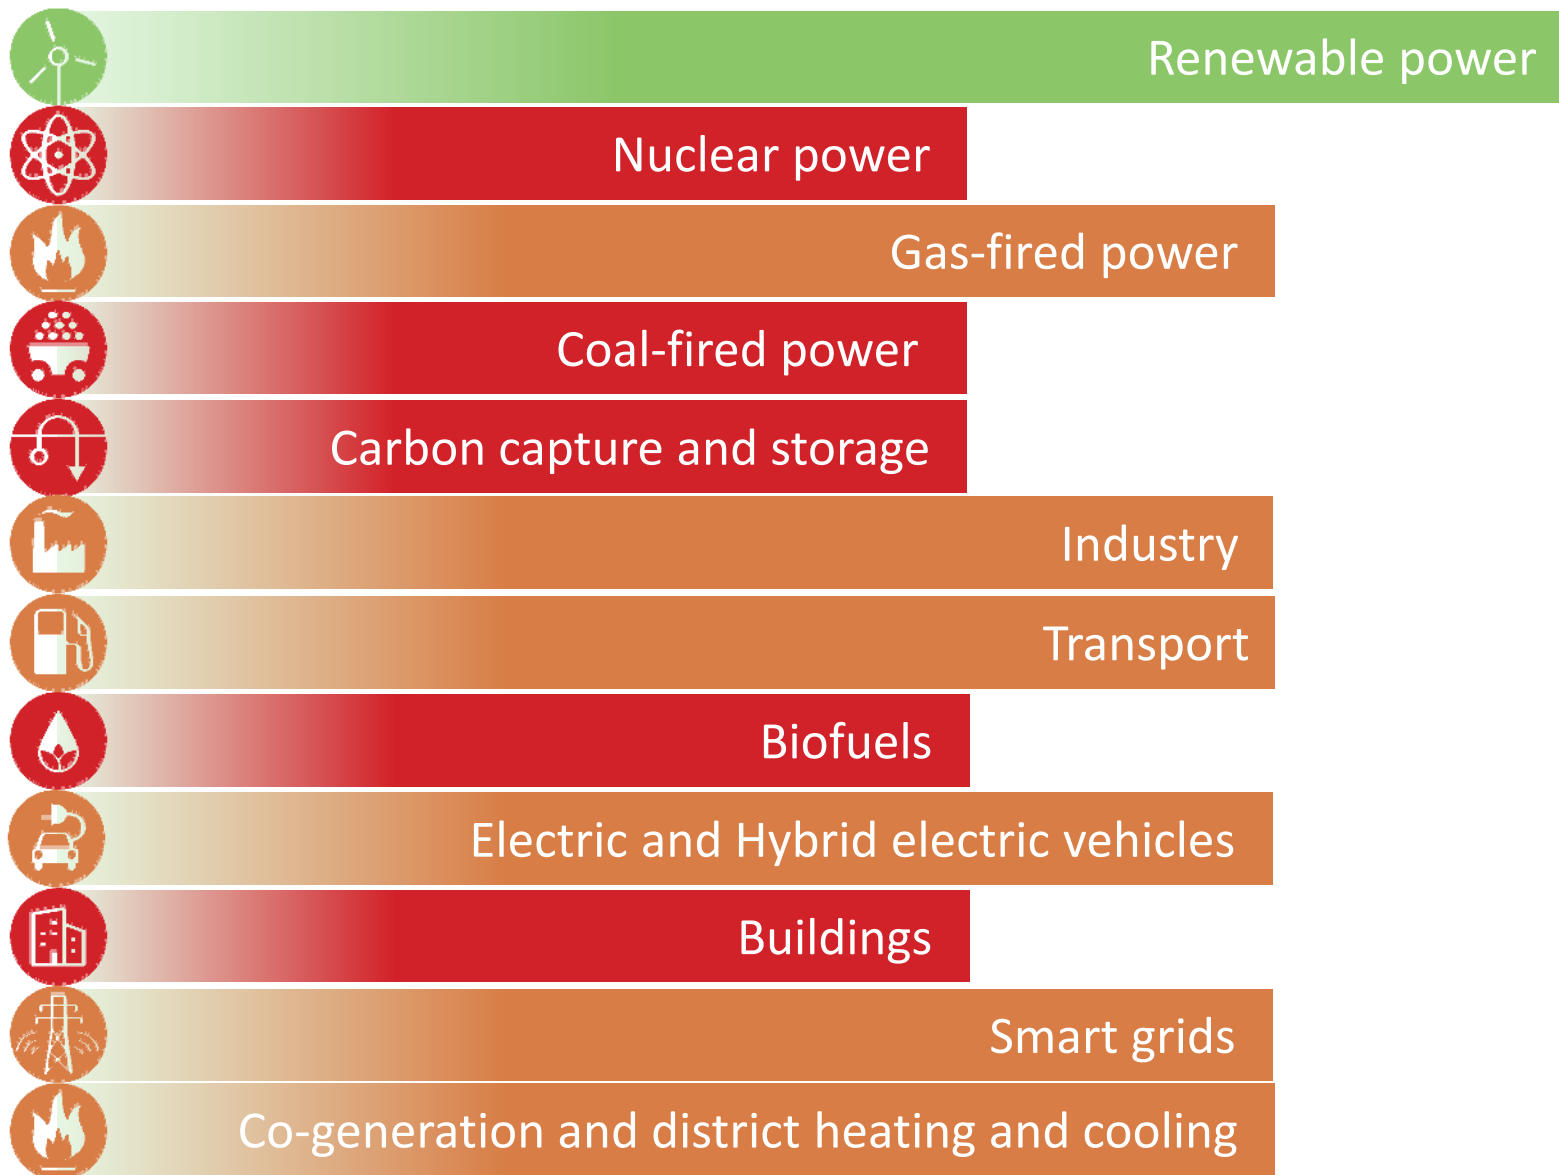 Renewable power
Nuclear power
Gas-fired power
Coal-fired power
Carbon capture and storage
Industry
Transport
Biofuels
Electric and Hybrid electric vehicles
Buildings
Smart grids
Co-generation and district heating and cooling